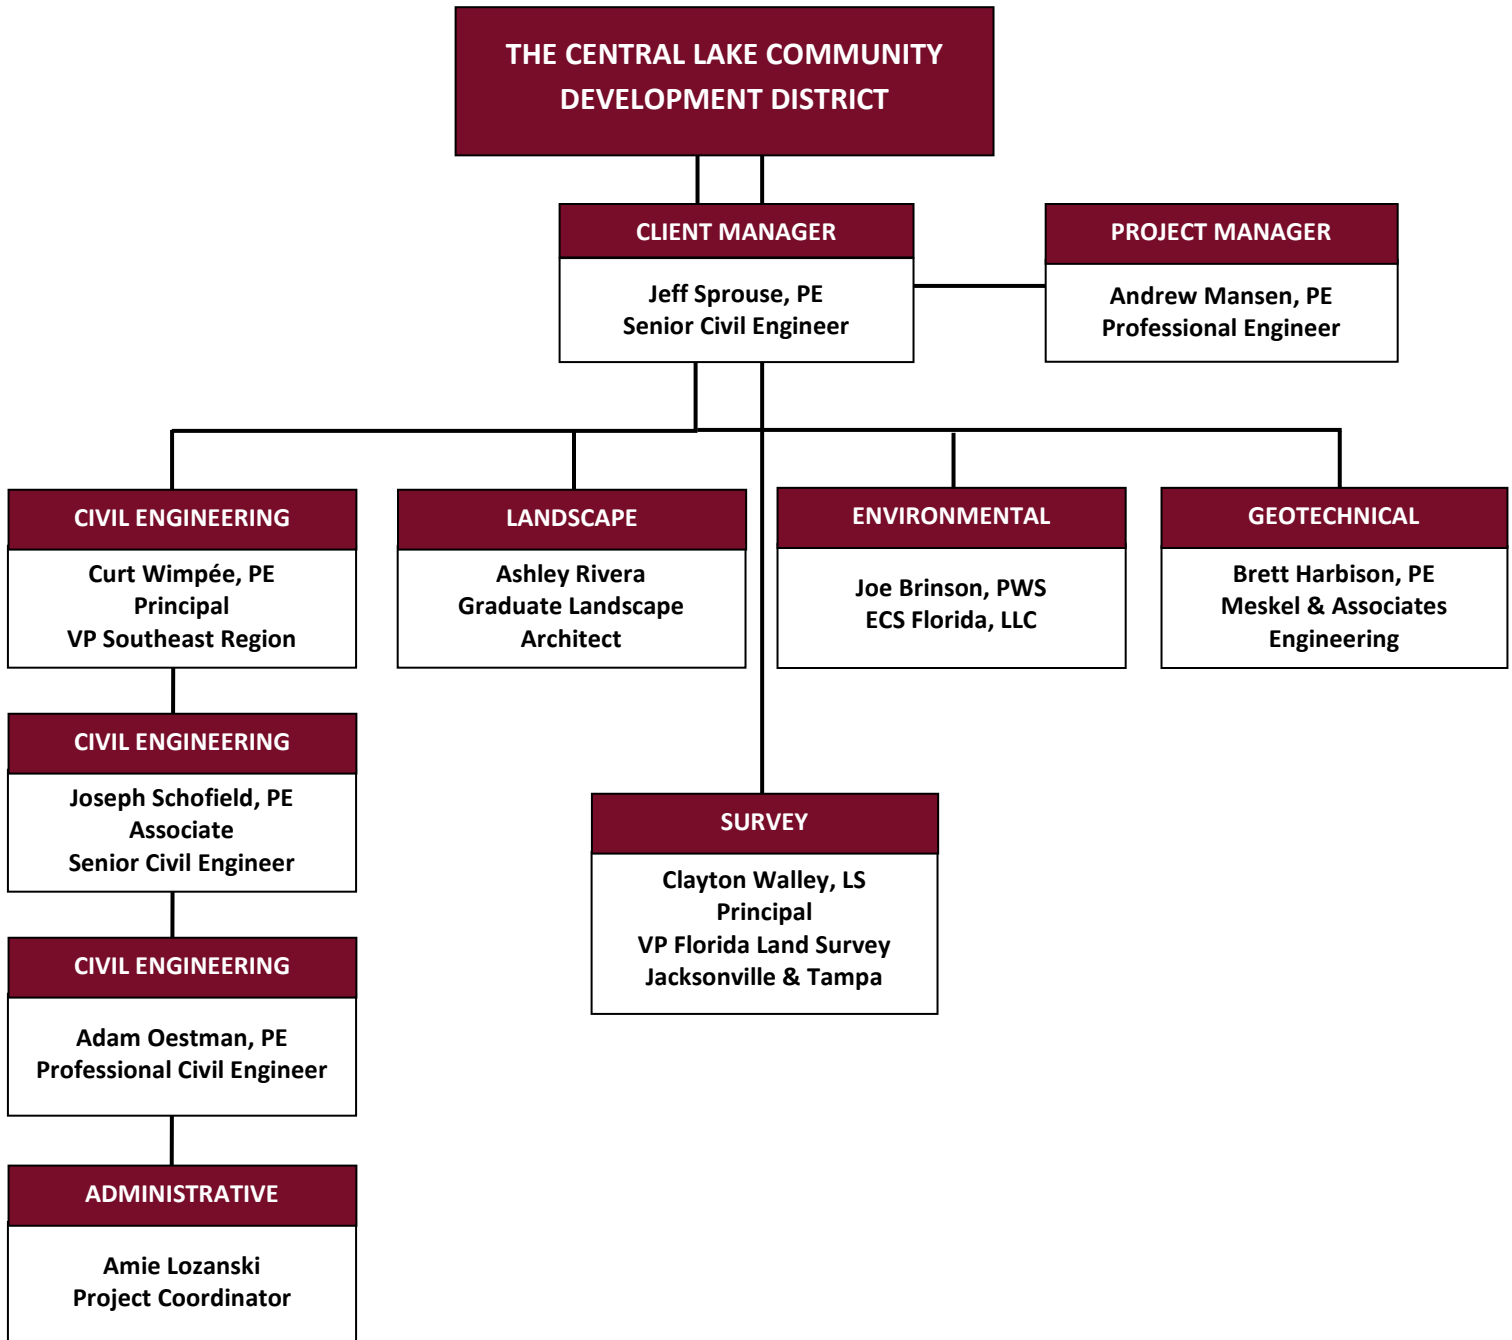 THE CENTRAL LAKE COMMUNITY
DEVELOPMENT DISTRICT
CLIENT MANAGER
Jeff Sprouse, PE
Senior Civil Engineer
PROJECT MANAGER
Andrew Mansen, PE
Professional Engineer
CIVIL ENGINEERING
Curt Wimpée, PE
Principal
VP Southeast Region
LANDSCAPE
Ashley Rivera
Graduate Landscape
Architect
ENVIRONMENTAL
Joe Brinson, PWS
ECS Florida, LLC
GEOTECHNICAL
Brett Harbison, PE
Meskel & Associates
Engineering
CIVIL ENGINEERING
Joseph Schofield, PE
Associate
Senior Civil Engineer
SURVEY
Clayton Walley, LS
Principal
VP Florida Land Survey
Jacksonville & Tampa
CIVIL ENGINEERING
Adam Oestman, PE
Professional Civil Engineer
ADMINISTRATIVE
Amie Lozanski
Project Coordinator